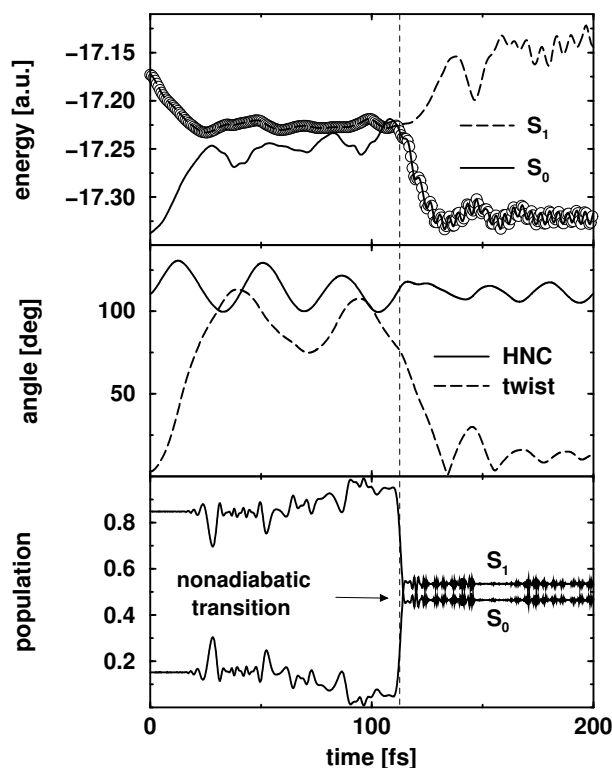 energy [a.u.]
−17.15
−17.20
−17.25
−17.30
S1
S0
angle [deg]
100
50
HNC
twist
population
0.8
0.6
0.4
0.2
nonadiabatic
transition
S1
S0
0
100
200
time [fs]